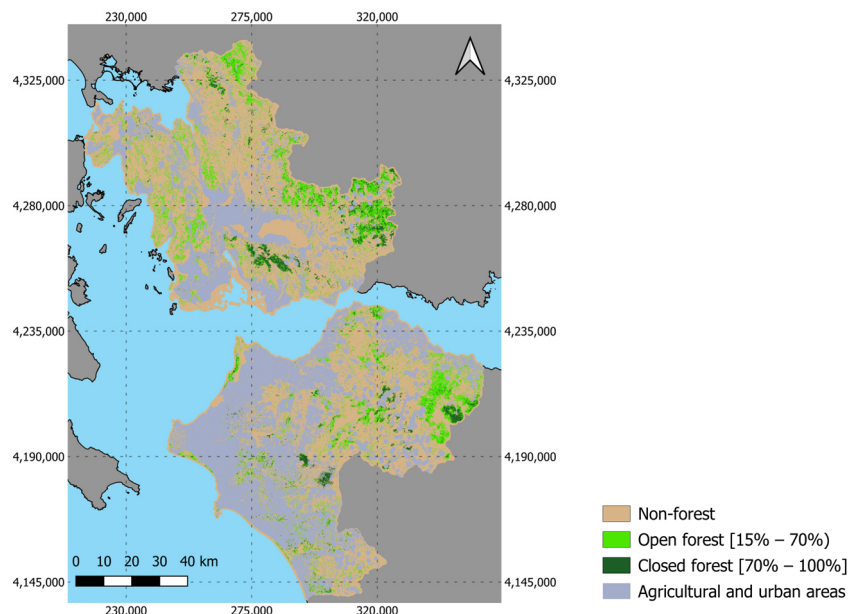 230,000 275,000 320,000
4,325,000 4,325,000
4,280,000 4,280,000
4,235,000 4,235,000
4,190,000 4,190,000
Non-forest
Open forest [15% – 70%)
Closed forest [70% – 100%]
0 10 20 30 40 km
4,145,000 4,145,000
Agricultural and urban areas
230,000 275,000 320,000